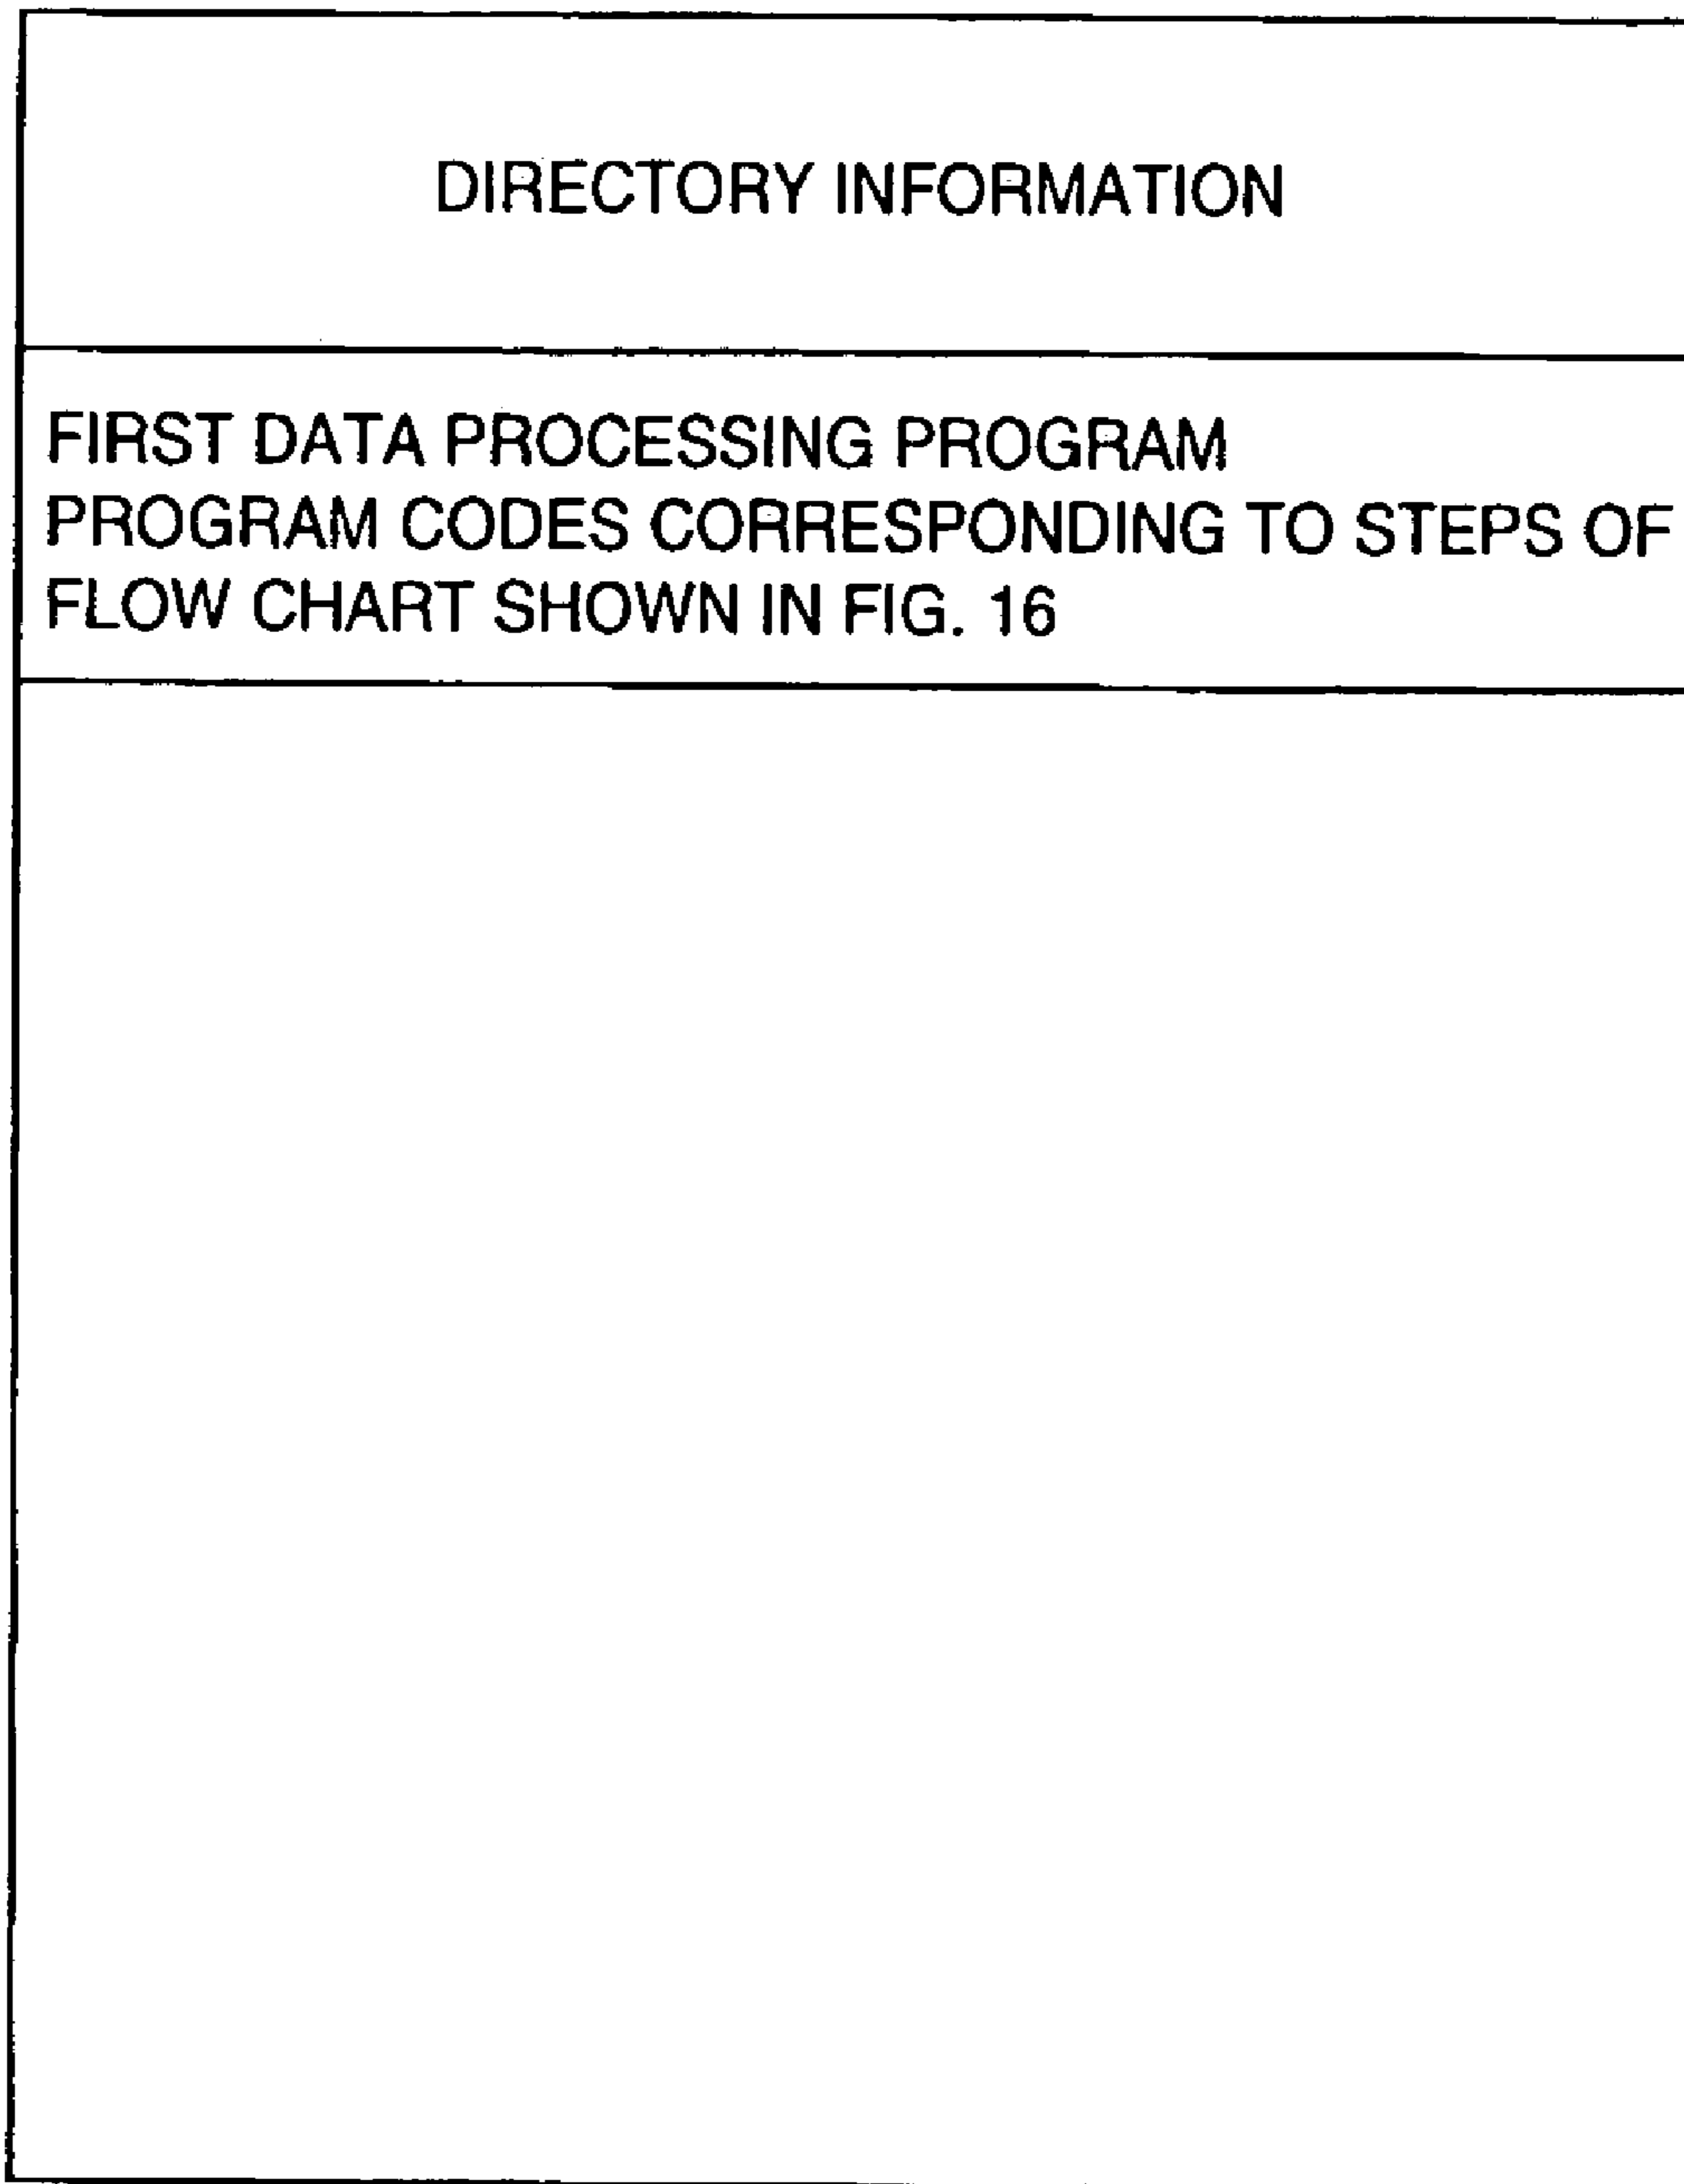 DIRECTORY INFORMATION
FIRST DATA PROCESSING PROGRAM
PROGRAM CODES CORRESPONDING TO STEPS OF
FLOW CHART SHOWN IN FIG. 16